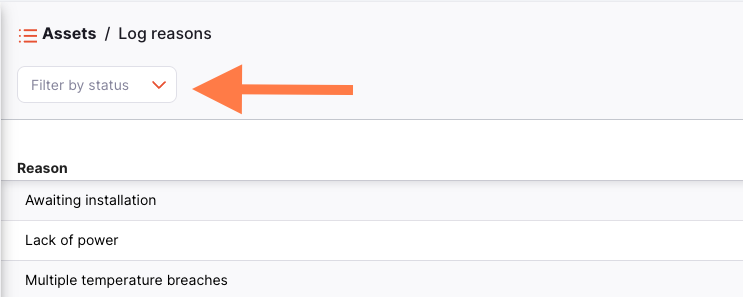 Assets / Log reasons
Filter by status
Reason
Awaiting installation
Lack of power
Multiple temperature breaches